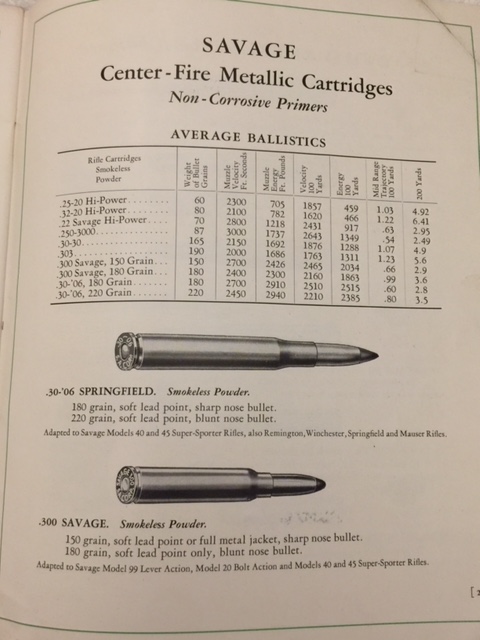 SAVAGE
Center-Fire Metallic Cartridges
Non-Corrosive Primers
AVERAGE BALLISTICS
Rifle Cartridges Smokeless Powder | Weight of Bullet Grains | Muzzle Velocity Ft. Seconds | Muzzle Energy Ft. Pounds | Velocity 100 Yards | Energy 100 Yards | Mid Range Trajectory 100 Yards | 200 Yards
.25-20 Hi-Power........ 60 2300 705 1857 459 1.03 4.92
.32-20 Hi-Power........ 80 2100 782 1620 466 1.22 6.41
.22 Savage Hi-Power.... 70 2800 1218 2431 917 .63 2.95
.250-3000.............. 87 3000 1737 2643 1349 .54 2.49
.30-30................. 165 2150 1692 1876 1288 1.07 4.9
.303................... 190 2000 1686 1763 1311 1.23 5.6
.300 Savage, 150 Grain... 150 2700 2426 2465 2034 .66 2.9
.300 Savage, 180 Grain... 180 2400 2300 2160 1863 .99 3.6
.30-'06, 180 Grain...... 180 2700 2910 2510 2515 .60 2.8
.30-'06, 220 Grain...... 220 2450 2940 2210 2385 .80 3.5
.30-'06 SPRINGFIELD. Smokeless Powder.
180 grain, soft lead point, sharp nose bullet.
220 grain, soft lead point, blunt nose bullet.
Adapted to Savage Models 40 and 45 Super-Sporter Rifles, also Remington, Winchester, Springfield and Mauser Rifles.
.300 SAVAGE. Smokeless Powder.
150 grain, soft lead point or full metal jacket, sharp nose bullet.
180 grain, soft lead point only, blunt nose bullet.
Adapted to Savage Model 99 Lever Action, Model 20 Bolt Action and Models 40 and 45 Super-Sporter Rifles.